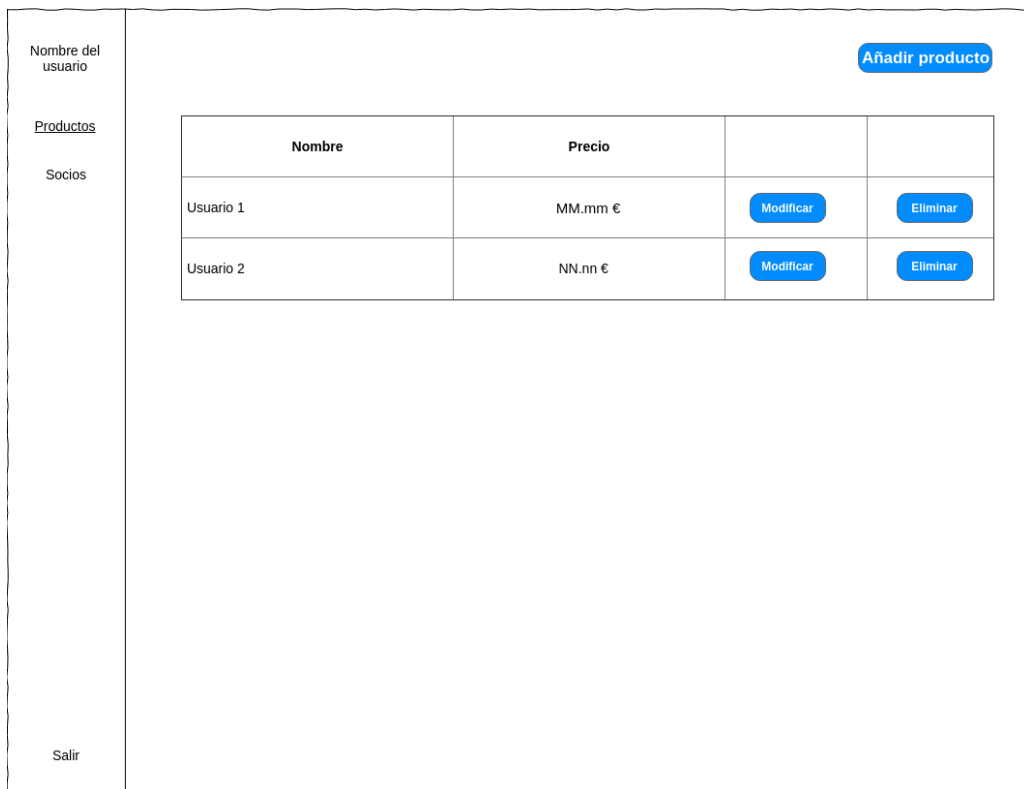 Nombre del
usuario
Añadir producto
Productos
Socios
Nombre Precio
Usuario 1 MM.mm € Modificar Eliminar
Usuario 2 NN.nn € Modificar Eliminar
Salir